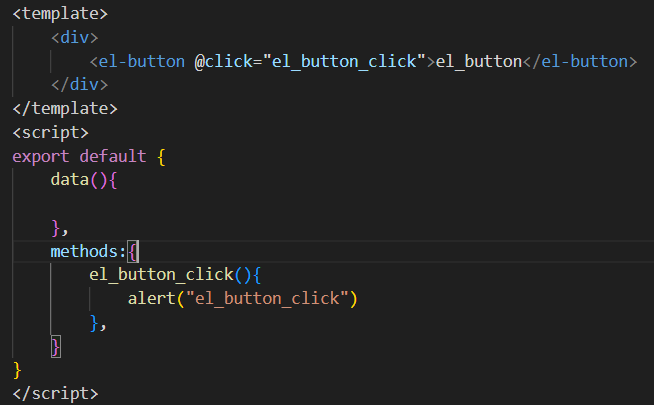 <template>
    <div>
        <el-button @click="el_button_click">el_button</el-button>
    </div>
</template>
<script>
export default {
    data(){

    },
    methods:{
        el_button_click(){
            alert("el_button_click")
        },
    }
}
</script>